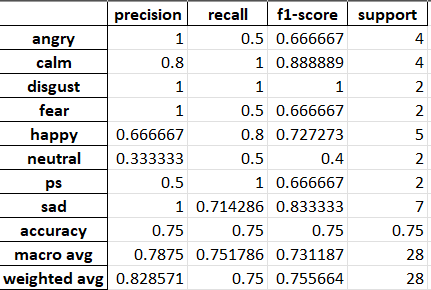 precision recall f1-score support
angry 1 0.5 0.666667 4
calm 0.8 1 0.888889 4
disgust 1 1 1 2
fear 1 0.5 0.666667 2
happy 0.666667 0.8 0.727273 5
neutral 0.333333 0.5 0.4 2
ps 0.5 1 0.666667 2
sad 1 0.714286 0.833333 7
accuracy 0.75 0.75 0.75 0.75
macro avg 0.7875 0.751786 0.731187 28
weighted avg 0.828571 0.75 0.755664 28